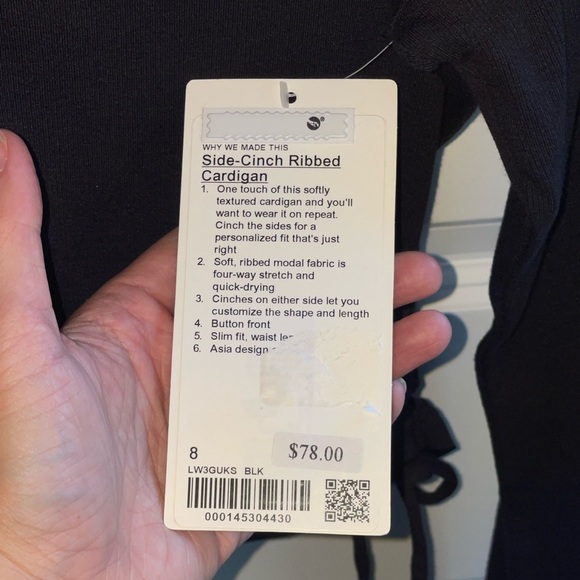 WHY WE MADE THIS
Side-Cinch Ribbed
Cardigan
1. One touch of this softly
textured cardigan and you'll
want to wear it on repeat.
Cinch the sides for a
personalized fit that's just
right
2. Soft, ribbed modal fabric is
four-way stretch and
quick-drying
3. Cinches on either side let you
customize the shape and length
4. Button front
5. Slim fit, waist
6. Asia design
8
$78.00
LW3GUKS BLK
000145304430